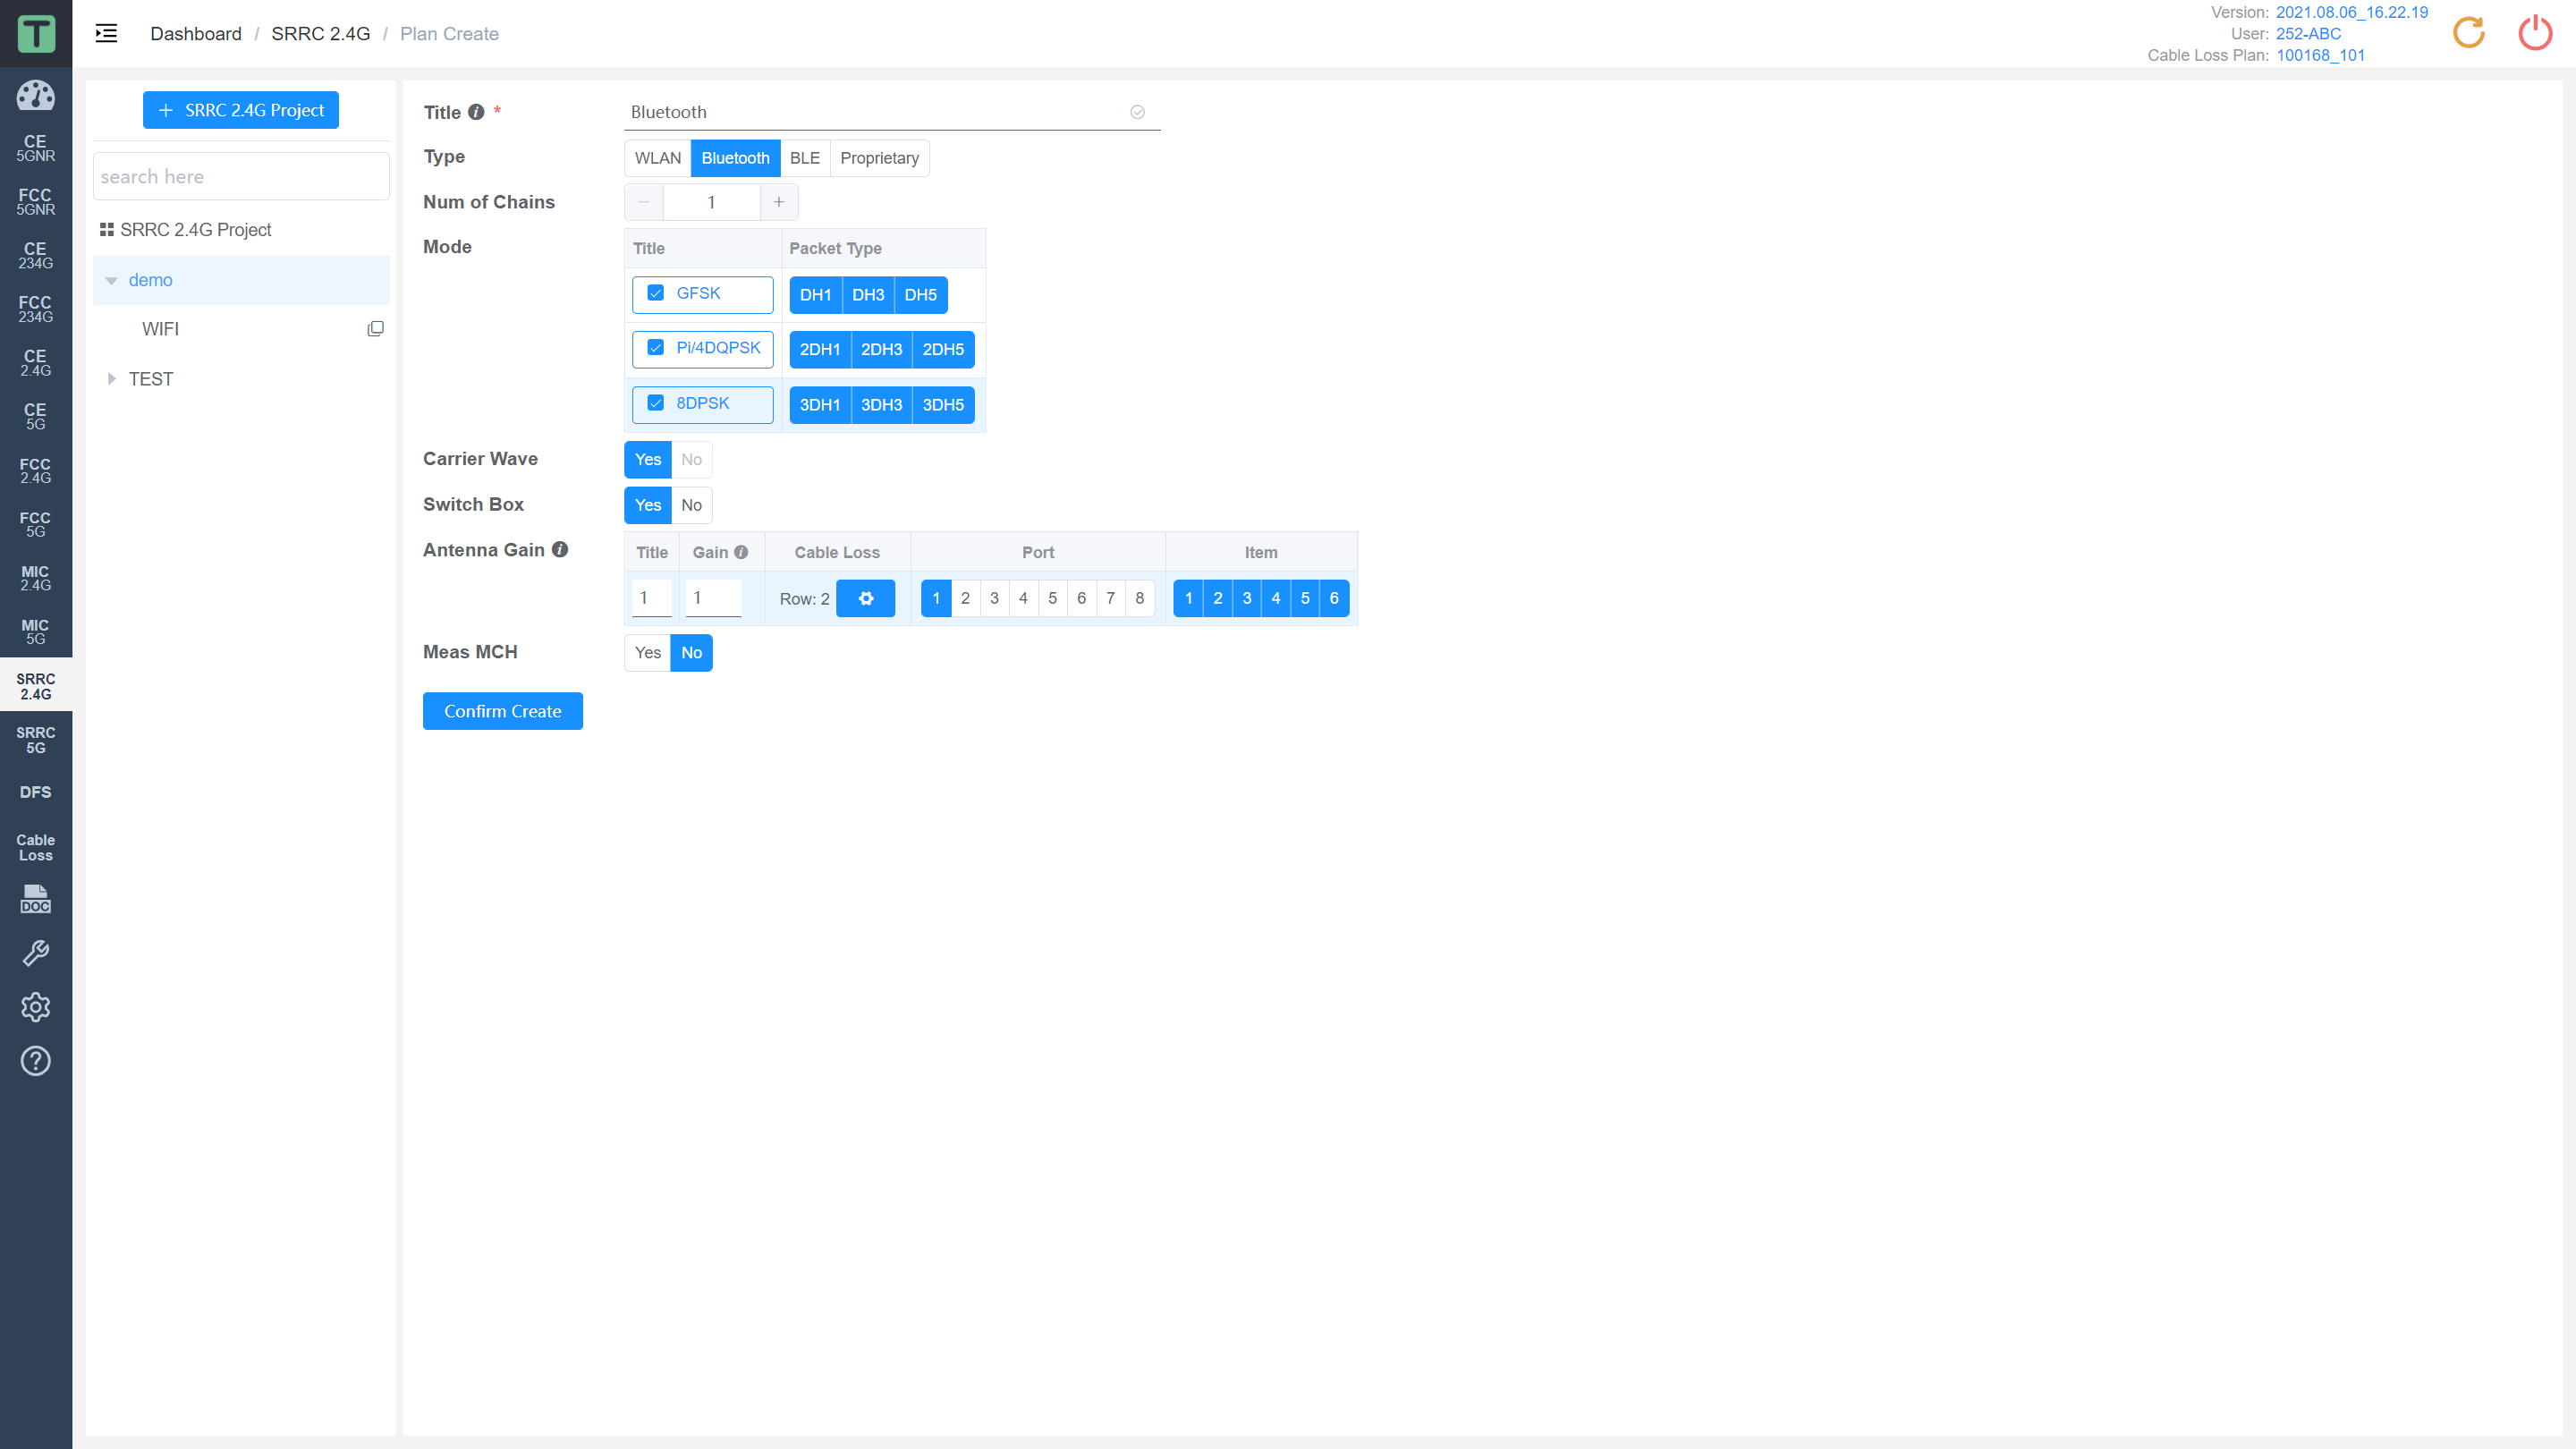 T
Dashboard / SRRC 2.4G / Plan Create
Version: 2021.08.06_16.22.19
User: 252-ABC
Cable Loss Plan: 100168_101
CE
5GNR
FCC
5GNR
CE
234G
FCC
234G
CE
2.4G
CE
5G
FCC
2.4G
FCC
5G
MIC
2.4G
MIC
5G
SRRC
2.4G
SRRC
5G
DFS
Cable
Loss
DOC
+ SRRC 2.4G Project
search here
SRRC 2.4G Project
demo
WIFI
TEST
Title i * Bluetooth
Type WLAN Bluetooth BLE Proprietary
Num of Chains − 1 +
Mode Title Packet Type
GFSK DH1 DH3 DH5
Pi/4DQPSK 2DH1 2DH3 2DH5
8DPSK 3DH1 3DH3 3DH5
Carrier Wave Yes No
Switch Box Yes No
Antenna Gain i Title Gain i Cable Loss Port Item
1 1 Row: 2 1 2 3 4 5 6 7 8 1 2 3 4 5 6
Meas MCH Yes No
Confirm Create